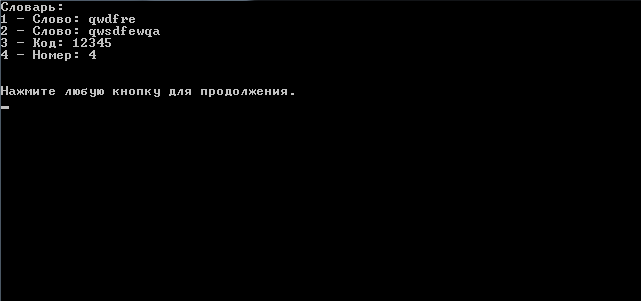 Словарь:
1 - Слово: qwdfre
2 - Слово: qwsdfewqa
3 - Код: 12345
4 - Номер: 4
Нажмите любую кнопку для продолжения.